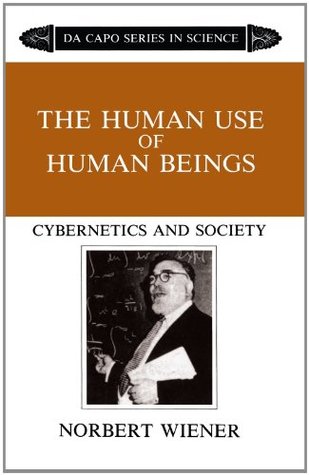 DA CAPO SERIES IN SCIENCE
THE HUMAN USE
OF
HUMAN BEINGS
CYBERNETICS AND SOCIETY
NORBERT WIENER